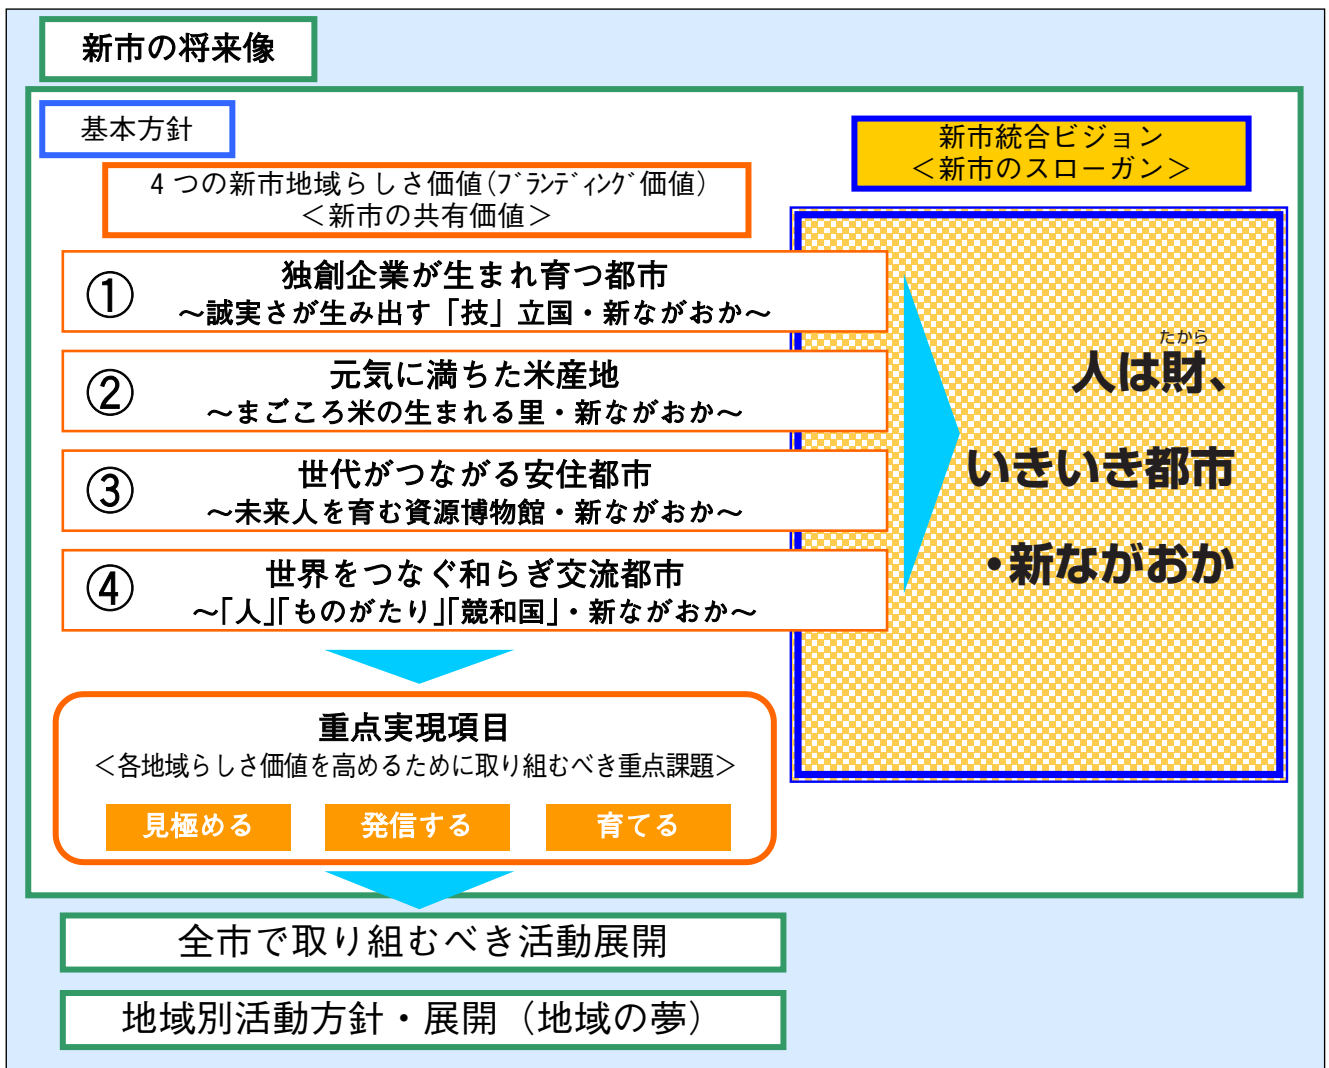 新市の将来像
基本方針
4つの新市地域らしさ価値(ﾌﾞﾗﾝﾃﾞｨﾝｸﾞ価値)
＜新市の共有価値＞
新市統合ビジョン
＜新市のスローガン＞
①
独創企業が生まれ育つ都市
～誠実さが生み出す「技」立国・新ながおか～
②
元気に満ちた米産地
～まごころ米の生まれる里・新ながおか～
③
世代がつながる安住都市
～未来人を育む資源博物館・新ながおか～
④
世界をつなぐ和らぎ交流都市
～｢人｣｢ものがたり｣｢競和国｣・新ながおか～
たから
人は財、
いきいき都市
・新ながおか
重点実現項目
＜各地域らしさ価値を高めるために取り組むべき重点課題＞
見極める
発信する
育てる
全市で取り組むべき活動展開
地域別活動方針・展開（地域の夢）